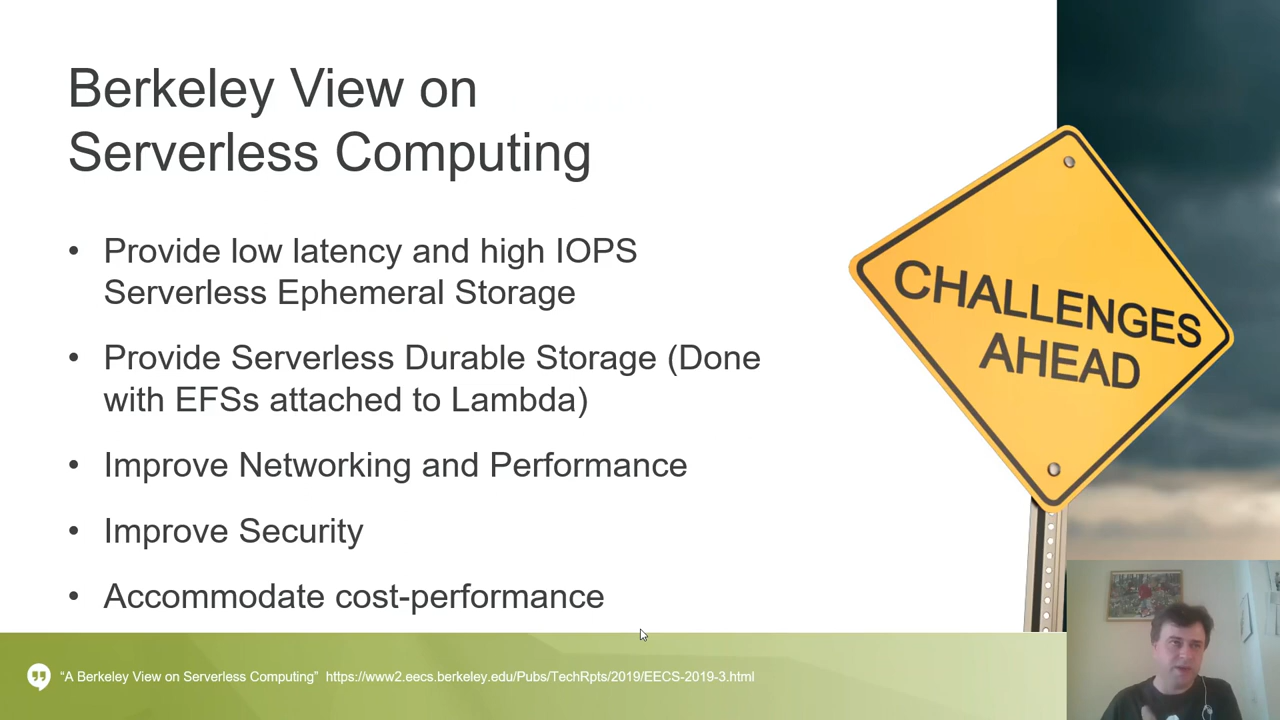 Berkeley View on
Serverless Computing
• Provide low latency and high IOPS
Serverless Ephemeral Storage
• Provide Serverless Durable Storage (Done
with EFSs attached to Lambda)
• Improve Networking and Performance
• Improve Security
• Accommodate cost-performance
CHALLENGES
AHEAD
“A Berkeley View on Serverless Computing” https://www2.eecs.berkeley.edu/Pubs/TechRpts/2019/EECS-2019-3.html